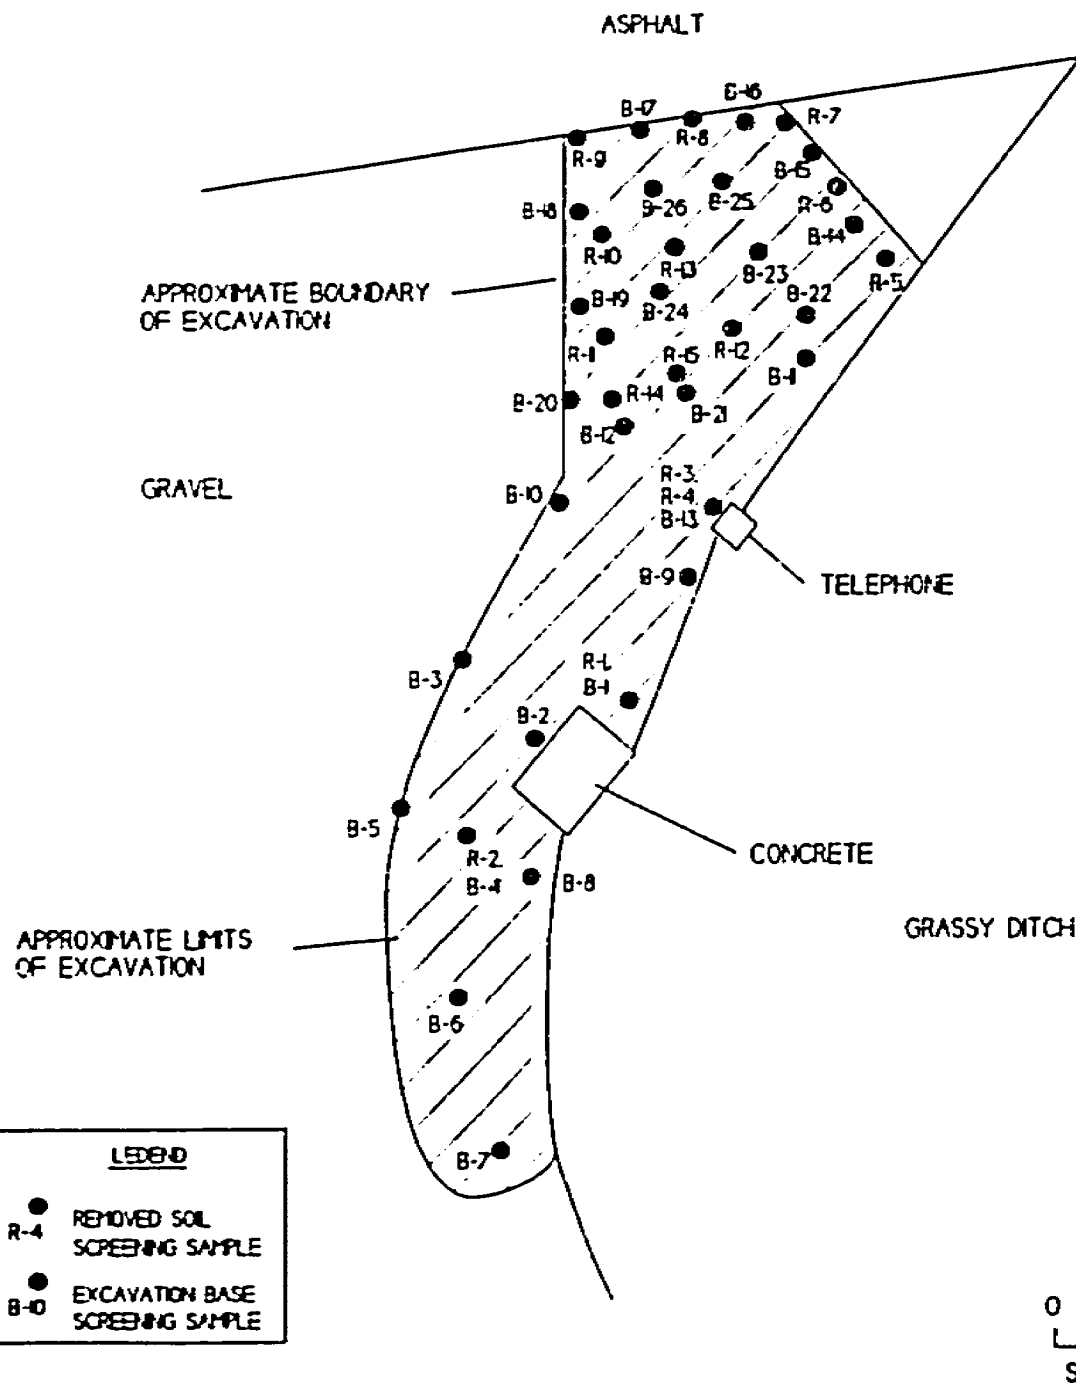 ASPHALT
B-16
B-17
R-7
R-8
R-9
B-15
R-6
B-25
B-26
B-18
B-14
R-10
R-13
B-23
R-5
APPROXIMATE BOUNDARY
OF EXCAVATION
B-19
B-24
B-22
R-12
R-11
R-15
B-11
R-14
B-20
B-21
B-12
GRAVEL
R-3
B-10
R-4
B-13
B-9
TELEPHONE
R-1
B-3
B-1
B-2
B-5
R-2
CONCRETE
B-4
B-8
GRASSY DITCH
APPROXIMATE LIMITS
OF EXCAVATION
B-6
B-7
LEGEND
R-4 REMOVED SOIL
SCREENING SAMPLE
B-10 EXCAVATION BASE
SCREENING SAMPLE
0
S